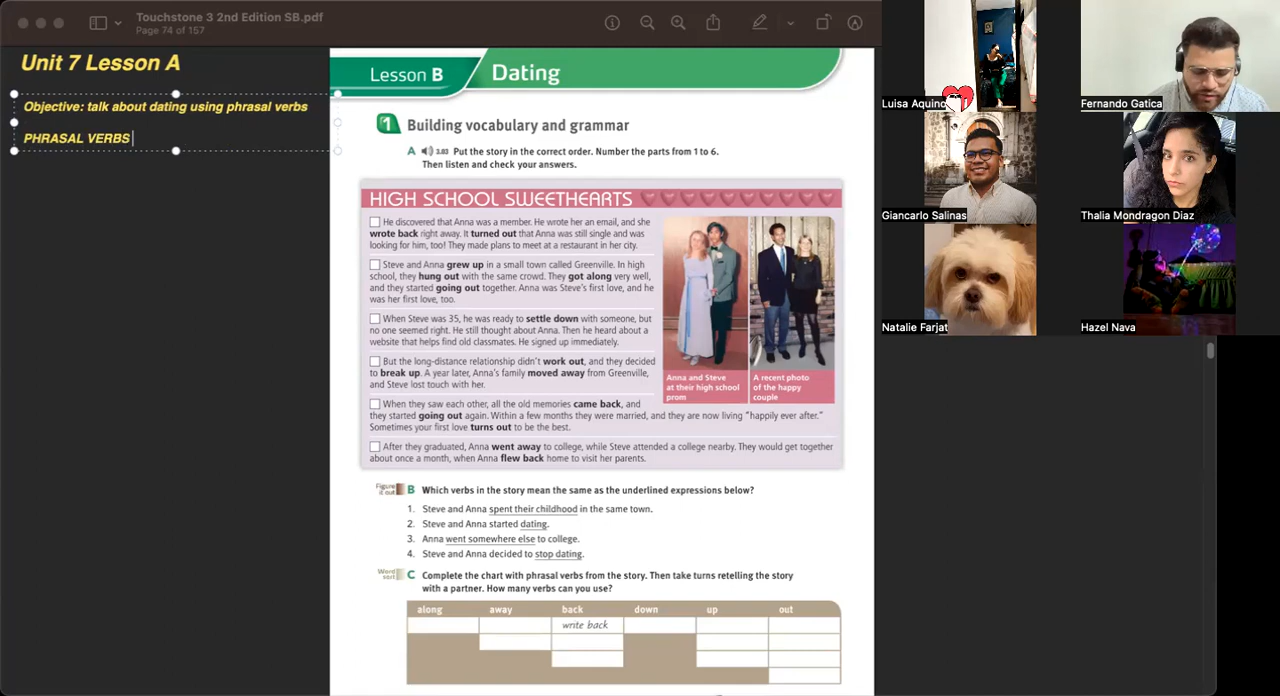 Touchstone 3 2nd Edition SB.pdf
Page 74 of 157
Unit 7 Lesson A
Objective: talk about dating using phrasal verbs
PHRASAL VERBS
Lesson B
Dating
1 Building vocabulary and grammar
A 3.03 Put the story in the correct order. Number the parts from 1 to 6.
Then listen and check your answers.
HIGH SCHOOL SWEETHEARTS
He discovered that Anna was a member. He wrote her an email, and she
wrote back right away. It turned out that Anna was still single and was
looking for him, too! They made plans to meet at a restaurant in her city.
Steve and Anna grew up in a small town called Greenville. In high
school, they hung out with the same crowd. They got along very well,
and they started going out together. Anna was Steve's first love, and he
was her first love, too.
When Steve was 35, he was ready to settle down with someone, but
no one seemed right. He still thought about Anna. Then he heard about a
website that helps find old classmates. He signed up immediately.
But the long-distance relationship didn't work out, and they decided
to break up. A year later, Anna's family moved away from Greenville,
and Steve lost touch with her.
When they saw each other, all the old memories came back, and
they started going out again. Within a few months they were married, and they are now living "happily ever after."
Sometimes your first love turns out to be the best.
After they graduated, Anna went away to college, while Steve attended a college nearby. They would get together
about once a month, when Anna flew back home to visit her parents.
Anna and Steve
at their high school
prom
A recent photo
of the happy
couple
Figure
it out
B Which verbs in the story mean the same as the underlined expressions below?
1. Steve and Anna spent their childhood in the same town.
2. Steve and Anna started dating.
3. Anna went somewhere else to college.
4. Steve and Anna decided to stop dating.
Word
sort
C Complete the chart with phrasal verbs from the story. Then take turns retelling the story
with a partner. How many verbs can you use?
along away back down up out
write back
Luisa Aquino
Fernando Gatica
Giancarlo Salinas
Thalia Mondragon Diaz
Natalie Farjat
Hazel Nava